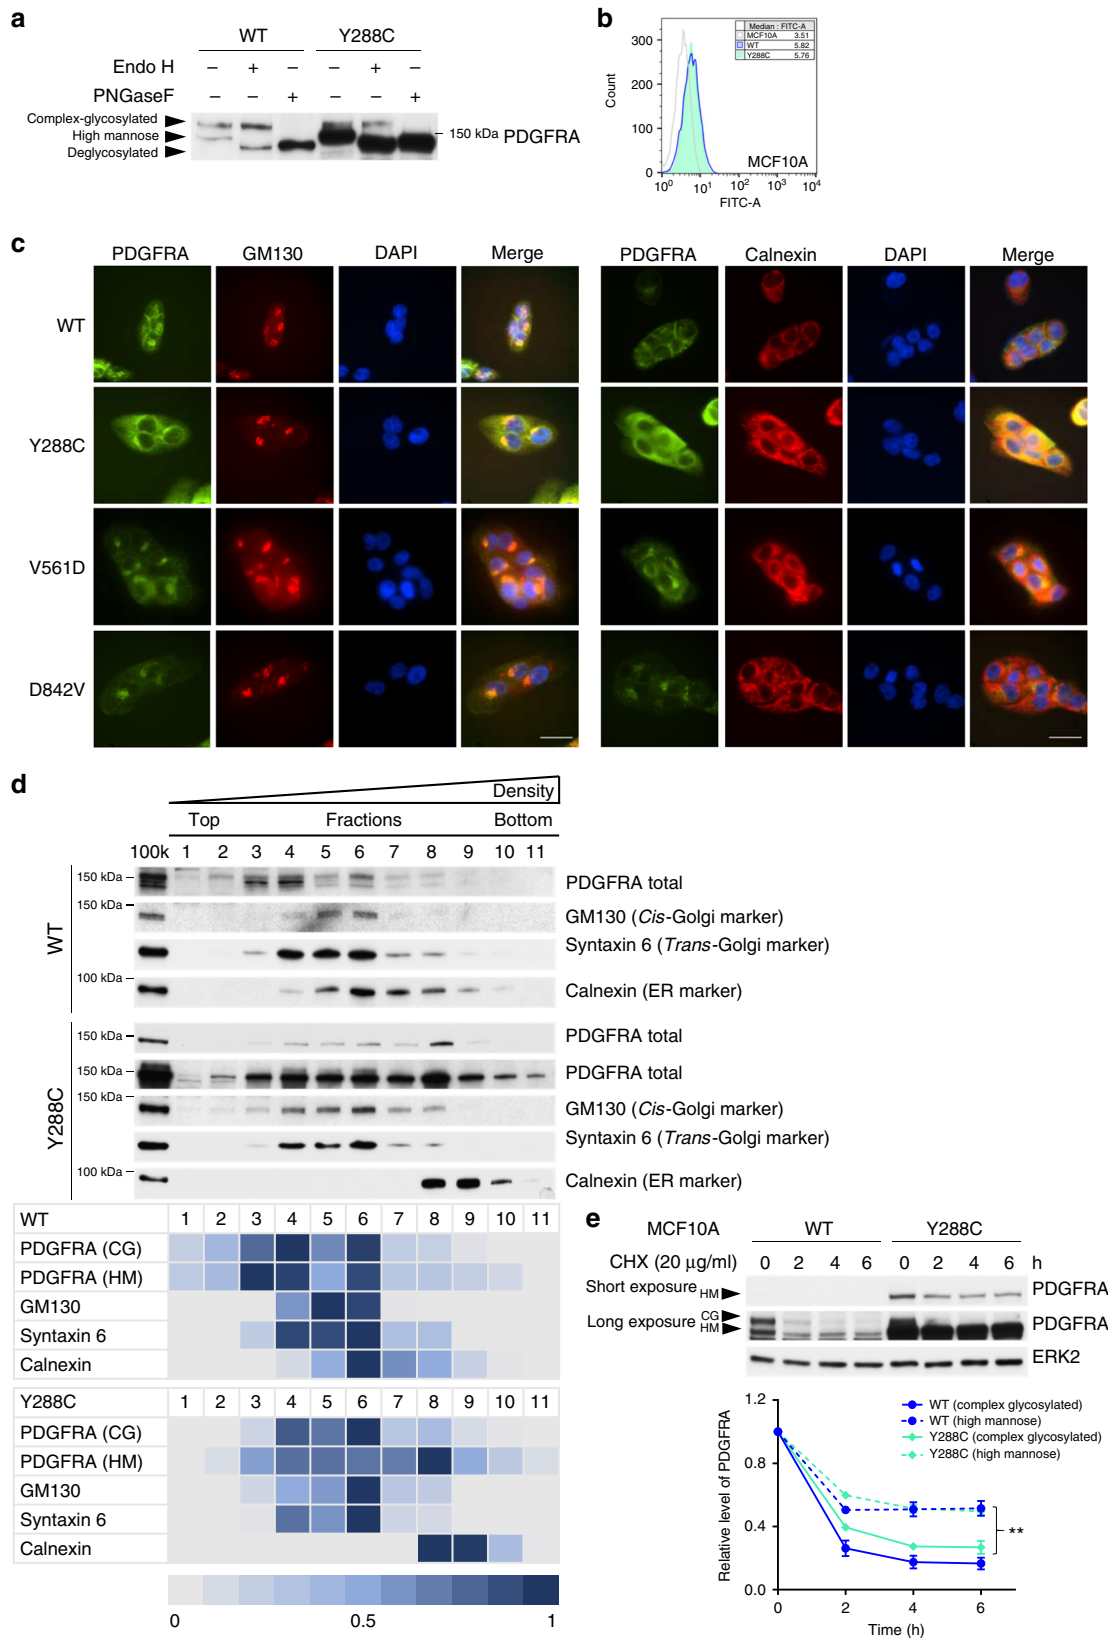 a
WT
Y288C
Endo H – + – – + –
PNGaseF – – + – – +
Complex-glycosylated
High mannose
Deglycosylated
150 kDa
PDGFRA
b
Median : FITC-A
MCF10A 3.51
WT 5.82
Y288C 5.76
Count
300
200
100
0
10⁰ 10¹ 10² 10³ 10⁴
FITC-A
MCF10A
c
PDGFRA GM130 DAPI Merge PDGFRA Calnexin DAPI Merge
WT
Y288C
V561D
D842V
d
Density
Top Fractions Bottom
100k 1 2 3 4 5 6 7 8 9 10 11
WT
150 kDa PDGFRA total
150 kDa GM130 (Cis-Golgi marker)
Syntaxin 6 (Trans-Golgi marker)
100 kDa Calnexin (ER marker)
Y288C
150 kDa PDGFRA total
150 kDa PDGFRA total
150 kDa GM130 (Cis-Golgi marker)
Syntaxin 6 (Trans-Golgi marker)
100 kDa Calnexin (ER marker)
WT 1 2 3 4 5 6 7 8 9 10 11
PDGFRA (CG)
PDGFRA (HM)
GM130
Syntaxin 6
Calnexin
Y288C 1 2 3 4 5 6 7 8 9 10 11
PDGFRA (CG)
PDGFRA (HM)
GM130
Syntaxin 6
Calnexin
0 0.5 1
e
MCF10A WT Y288C
CHX (20 μg/ml) 0 2 4 6 0 2 4 6 h
Short exposure HM PDGFRA
Long exposure CG HM PDGFRA
ERK2
Relative level of PDGFRA
1.2
0.8
0.4
0.0
WT (complex glycosylated)
WT (high mannose)
Y288C (complex glycosylated)
Y288C (high mannose)
**
0 2 4 6
Time (h)